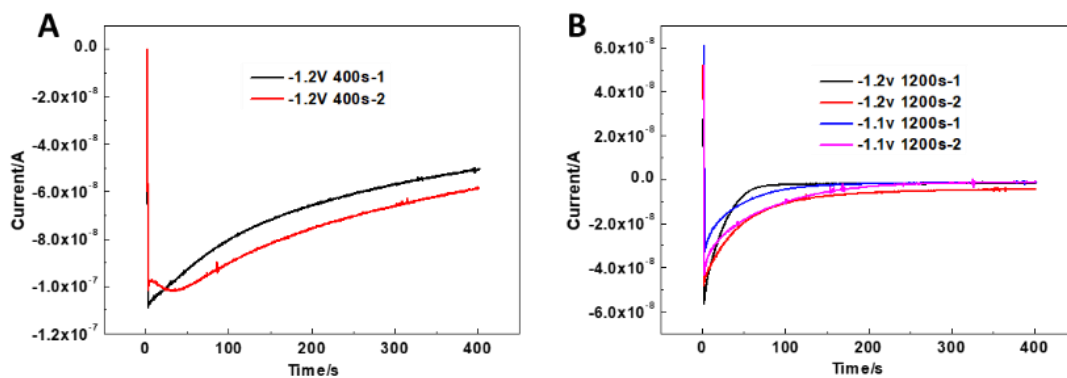 A
0.0
-2.0x10⁻⁸
-4.0x10⁻⁸
-6.0x10⁻⁸
-8.0x10⁻⁸
-1.0x10⁻⁷
-1.2x10⁻⁷
Current/A
-1.2V 400s-1
-1.2V 400s-2
0 100 200 300 400
Time/s
B
6.0x10⁻⁸
4.0x10⁻⁸
2.0x10⁻⁸
0.0
-2.0x10⁻⁸
-4.0x10⁻⁸
-6.0x10⁻⁸
Current/A
-1.2v 1200s-1
-1.2v 1200s-2
-1.1v 1200s-1
-1.1v 1200s-2
0 100 200 300 400
Time/s